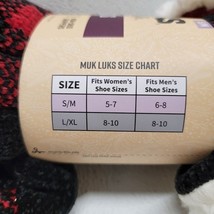 MUK LUKS SIZE CHART
SIZE Fits Women's Shoe Sizes Fits Men's Shoe Sizes
S/M 5-7 6-8
L/XL 8-10 8-10